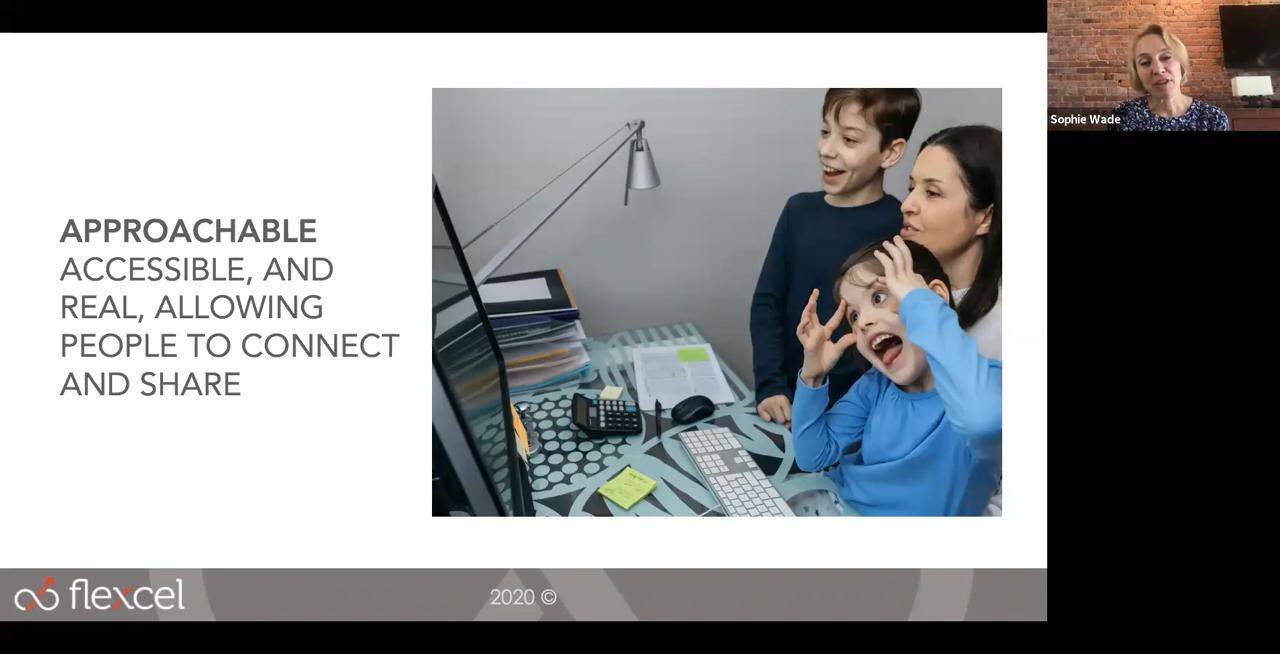 APPROACHABLE
ACCESSIBLE, AND
REAL, ALLOWING
PEOPLE TO CONNECT
AND SHARE
Sophie Wade
flexcel
2020 ©